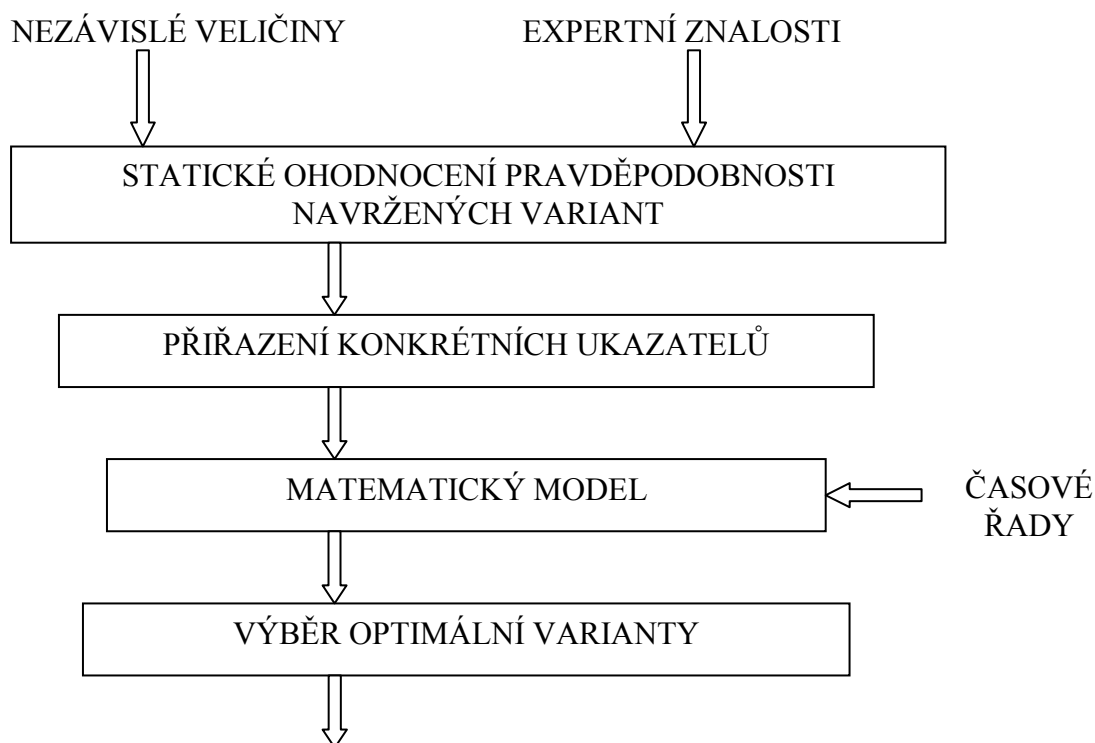 NEZÁVISLÉ VELIČINY
EXPERTNÍ ZNALOSTI
STATICKÉ OHODNOCENÍ PRAVDĚPODOBNOSTI
NAVRŽENÝCH VARIANT
PŘIŘAZENÍ KONKRÉTNÍCH UKAZATELŮ
MATEMATICKÝ MODEL
ČASOVÉ
ŘADY
VÝBĚR OPTIMÁLNÍ VARIANTY